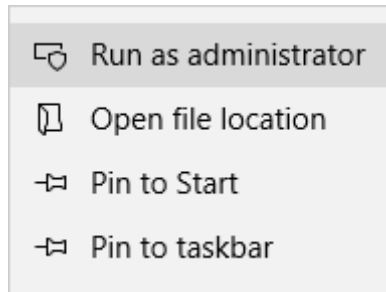 Run as administrator
Open file location
Pin to Start
Pin to taskbar